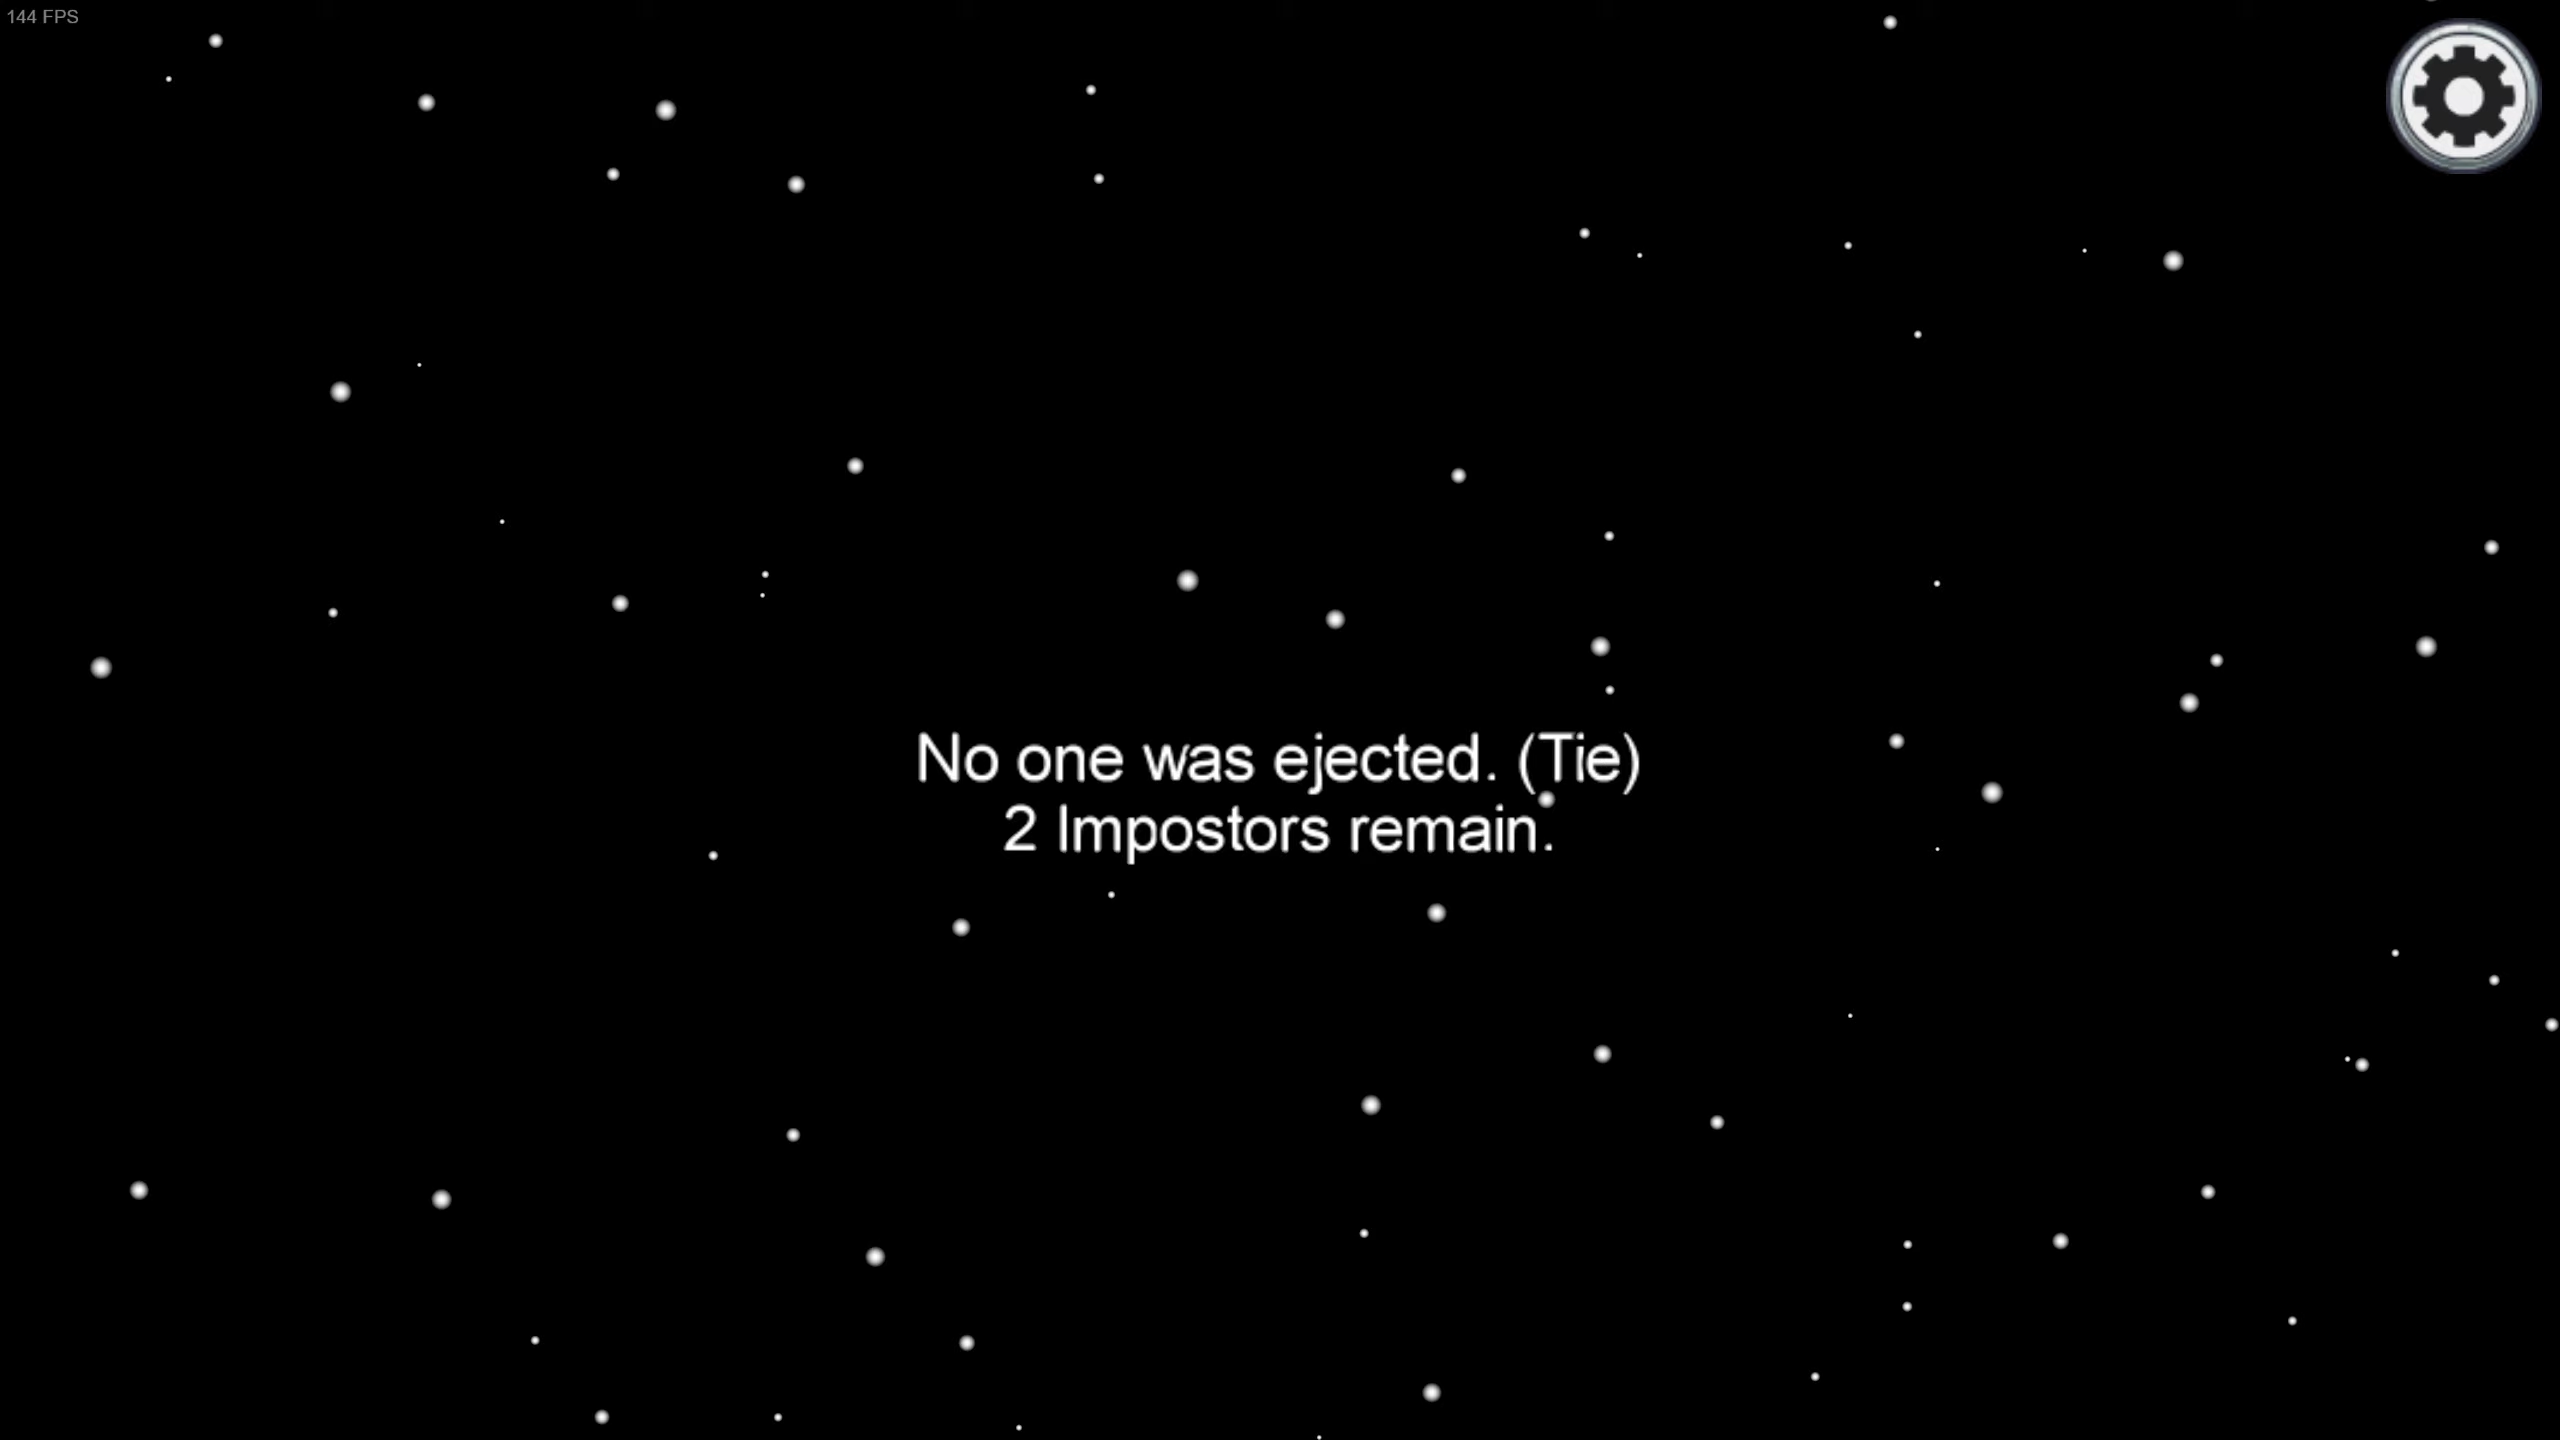 144 FPS
No one was ejected. (Tie)
2 Impostors remain.